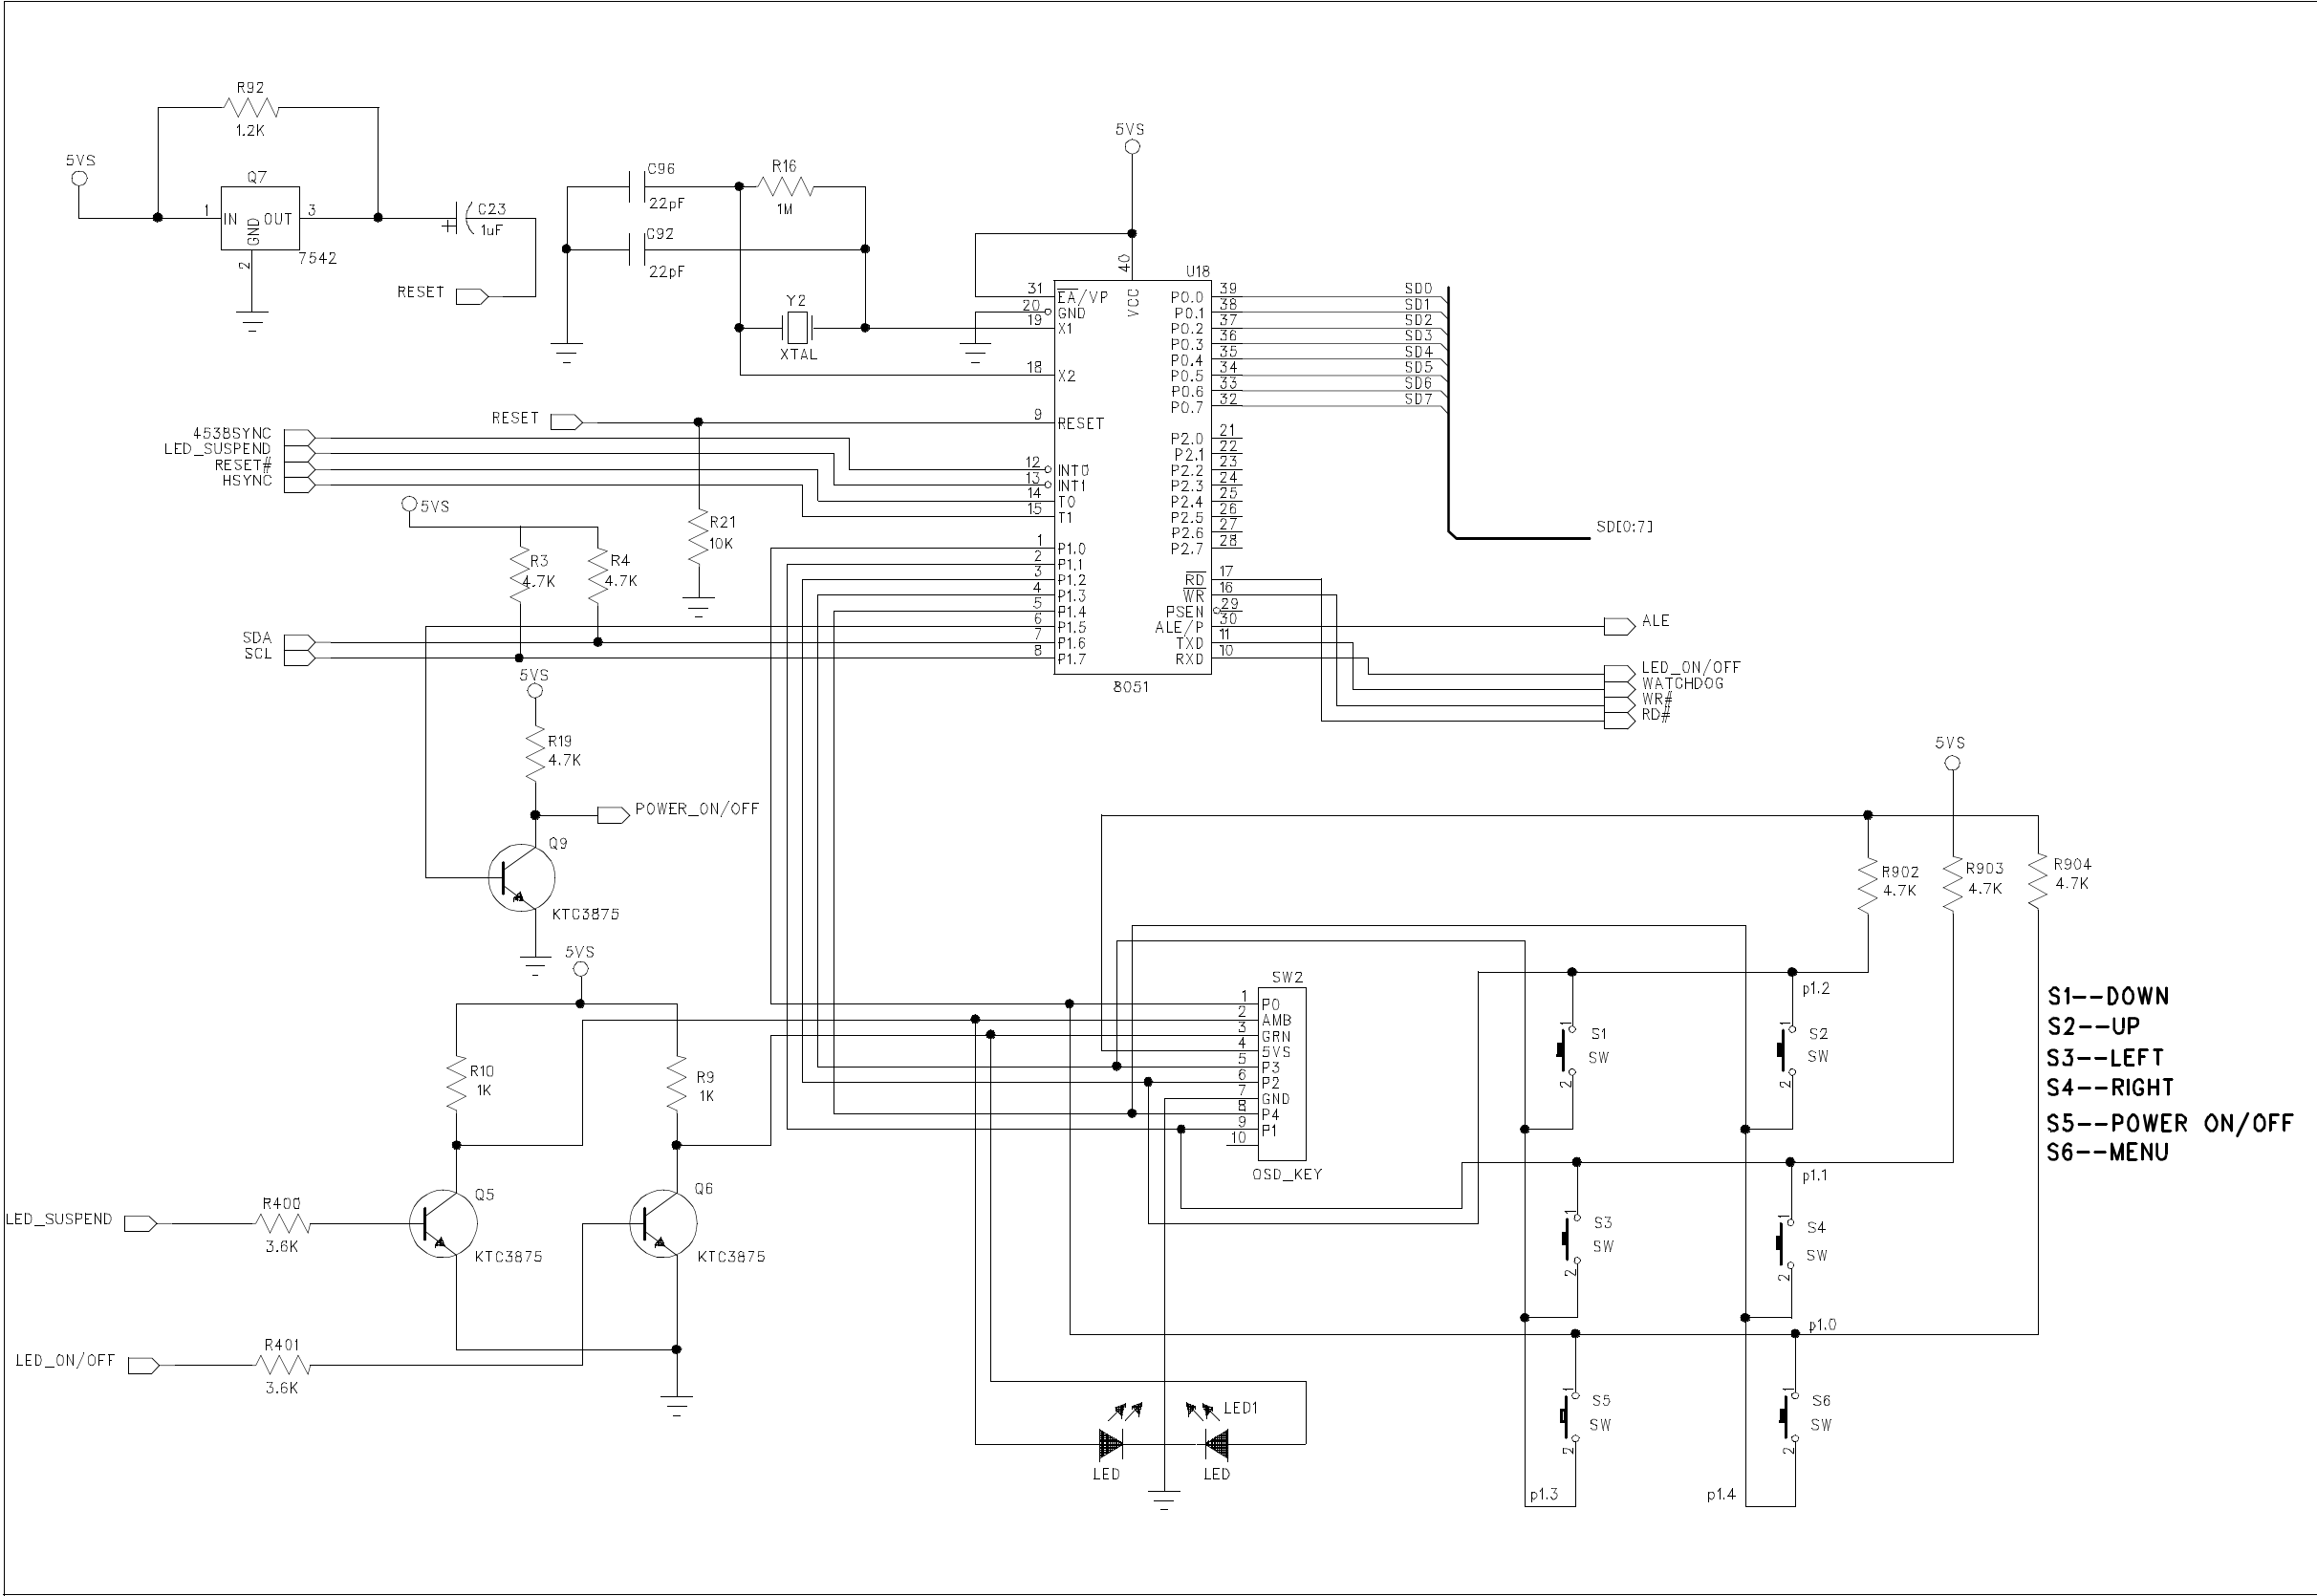 R92
1.2K
5VS
Q7
1 IN OUT 3
GND
2
7542
C23
+ 1uF
RESET
C96
22pF
R16
1M
C92
22pF
Y2
XTAL
5VS
40
VCC
U18
31 EA/VP
20 GND
19 X1
18 X2
RESET
9 RESET
453BSYNC
LED_SUSPEND
RESET#
HSYNC
12 INT0
13 INT1
14 T0
15 T1
5VS
R3
4.7K
R4
4.7K
R21
10K
1 P1.0
2 P1.1
3 P1.2
4 P1.3
5 P1.4
6 P1.5
7 P1.6
8 P1.7
SDA
SCL
8051
P0.0 39 SD0
P0.1 38 SD1
P0.2 37 SD2
P0.3 36 SD3
P0.4 35 SD4
P0.5 34 SD5
P0.6 33 SD6
P0.7 32 SD7
P2.0 21
P2.1 22
P2.2 23
P2.3 24
P2.4 25
P2.5 26
P2.6 27
P2.7 28
SD[0:7]
RD 17
WR 16
PSEN 29
ALE/P 30
TXD 11
RXD 10
ALE
LED_ON/OFF
WATCHDOG
WR#
RD#
5VS
R19
4.7K
POWER_ON/OFF
Q9
KTC3875
5VS
R10
1K
R9
1K
Q5
KTC3875
Q6
KTC3875
LED_SUSPEND
R400
3.6K
LED_ON/OFF
R401
3.6K
SW2
1 P0
2 AMB
3 GRN
4 5VS
5 P3
6 P2
7 GND
8 P4
9 P1
10
OSD_KEY
LED1
LED LED
5VS
R902
4.7K
R903
4.7K
R904
4.7K
p1.2
1
S1
SW
2
1
S2
SW
2
p1.1
1
S3
SW
2
1
S4
SW
2
p1.0
1
S5
SW
2
1
S6
SW
2
p1.3
p1.4
S1--DOWN
S2--UP
S3--LEFT
S4--RIGHT
S5--POWER ON/OFF
S6--MENU